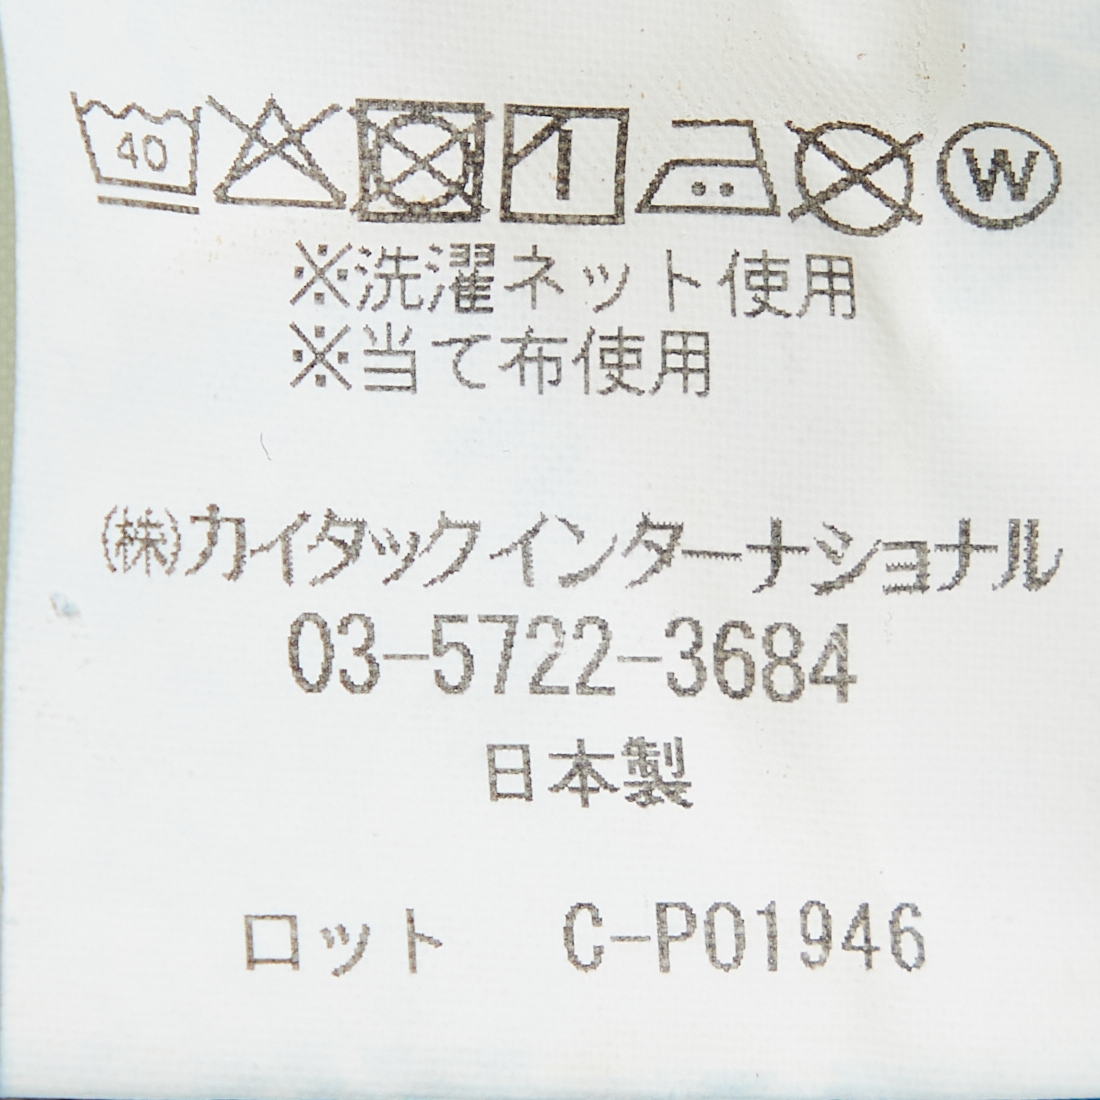 40 W
※洗濯ネット使用
※当て布使用
(株)カイタックインターナショナル
03-5722-3684
日本製
ロット C-P01946